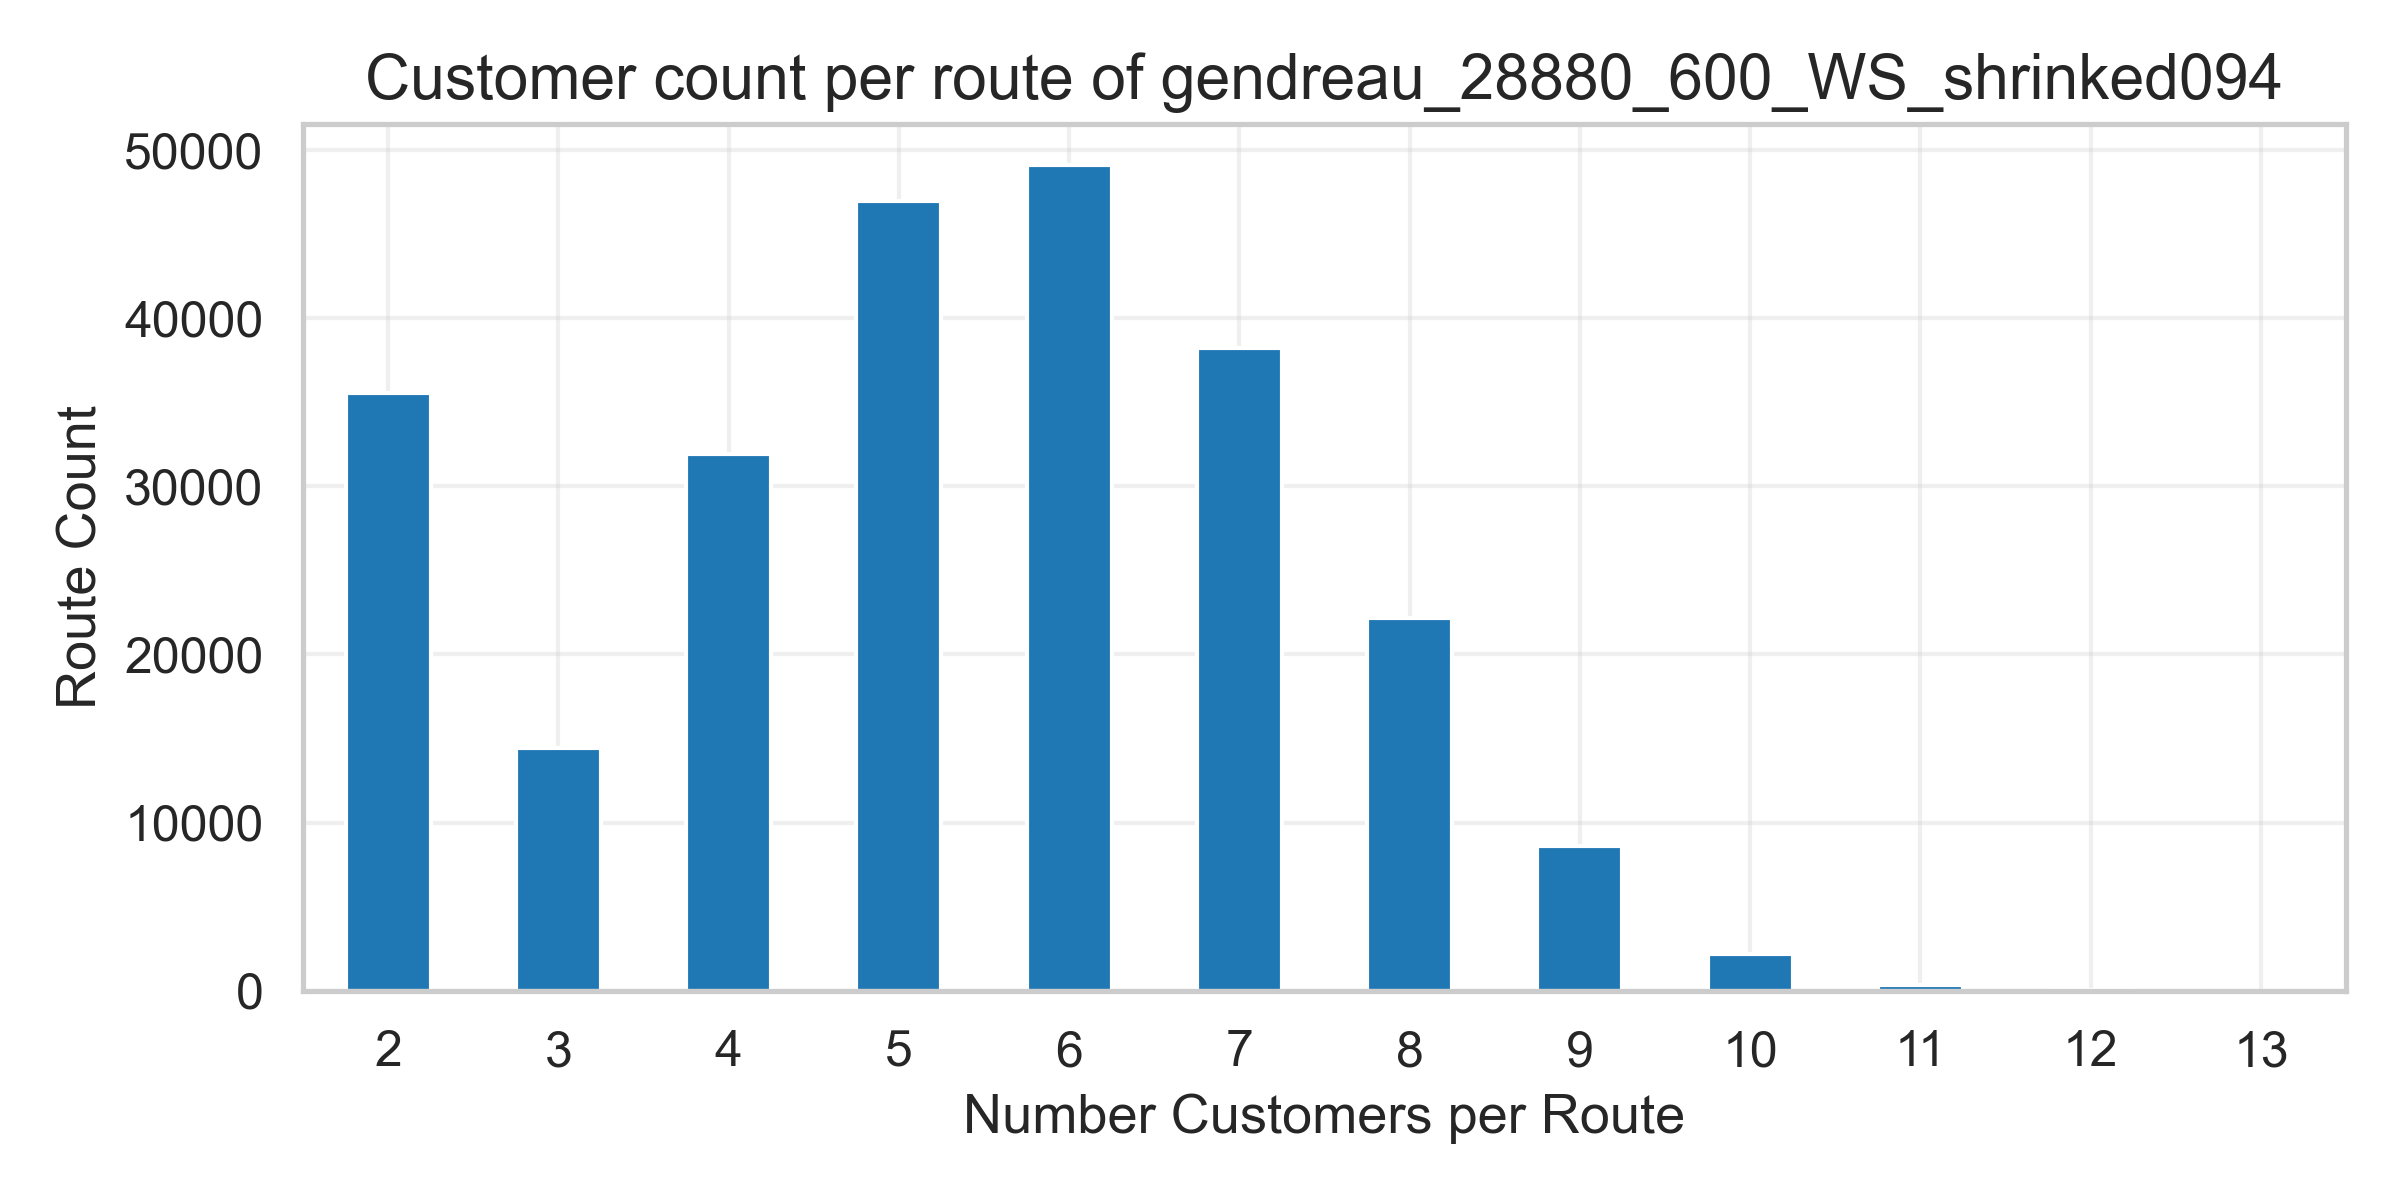 Customer count per route of gendreau_28880_600_WS_shrinked094
50000
40000
30000
20000
10000
0
Route Count
2 3 4 5 6 7 8 9 10 11 12 13
Number Customers per Route